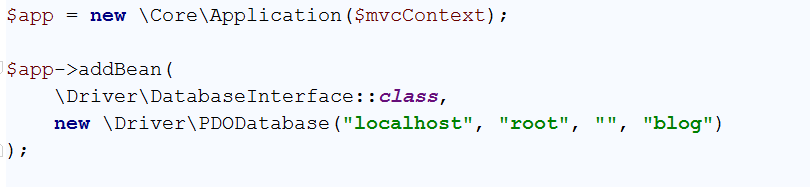 $app = new \Core\Application($mvcContext);
$app->addBean(
    \Driver\DatabaseInterface::class,
    new \Driver\PDODatabase("localhost", "root", "", "blog")
);